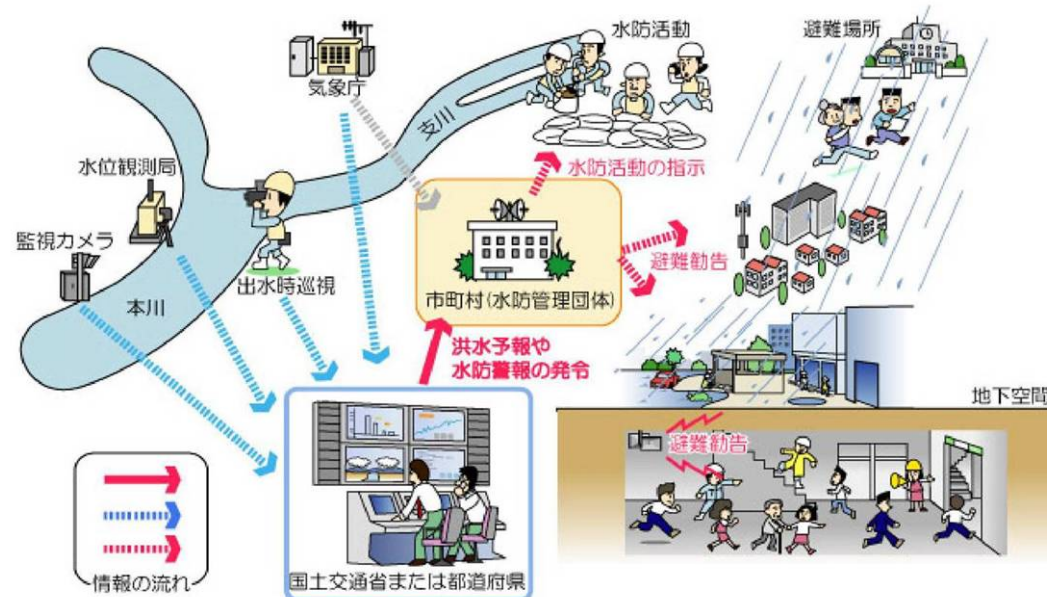 水防活動
避難場所
気象庁
支川
水防活動の指示
水位観測局
監視カメラ
出水時巡視
本川
避難勧告
市町村(水防管理団体)
洪水予報や
水防警報の発令
地下空間
避難勧告
情報の流れ
国土交通省または都道府県